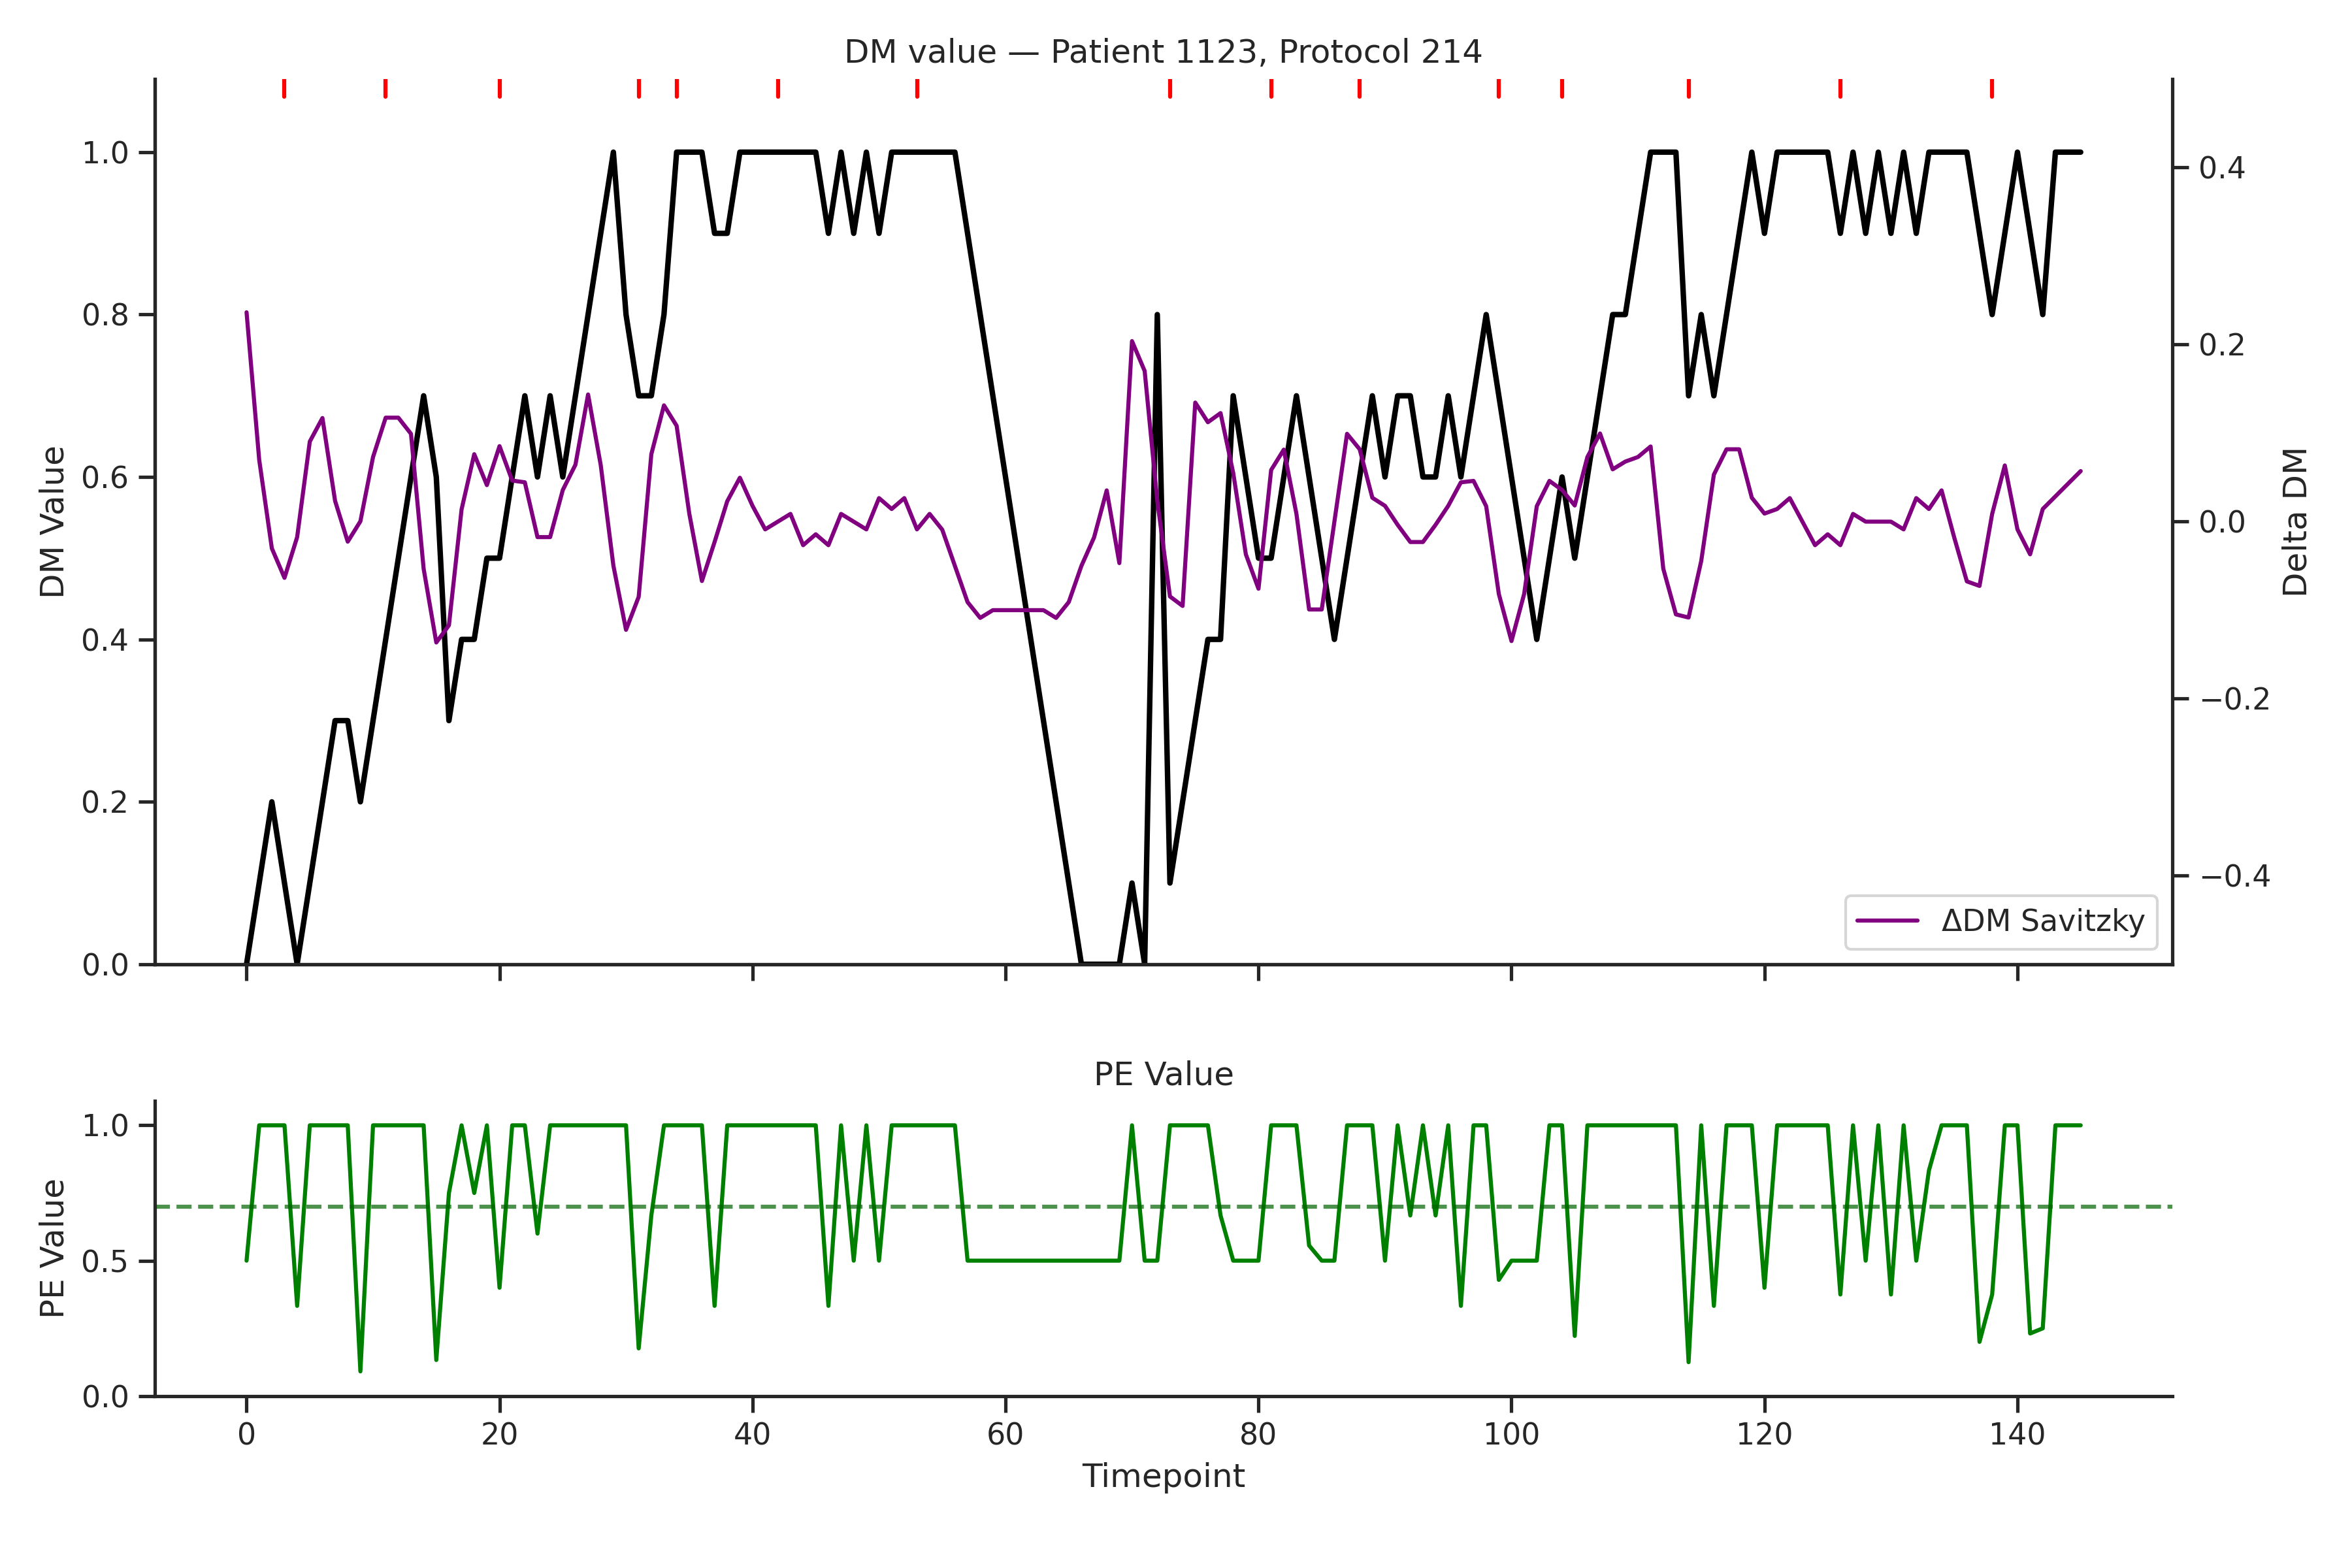 DM value — Patient 1123, Protocol 214
1.0
0.8
0.6
0.4
0.2
0.0
DM Value
0.4
0.2
0.0
−0.2
−0.4
Delta DM
ΔDM Savitzky
PE Value
1.0
0.5
0.0
PE Value
0 20 40 60 80 100 120 140
Timepoint